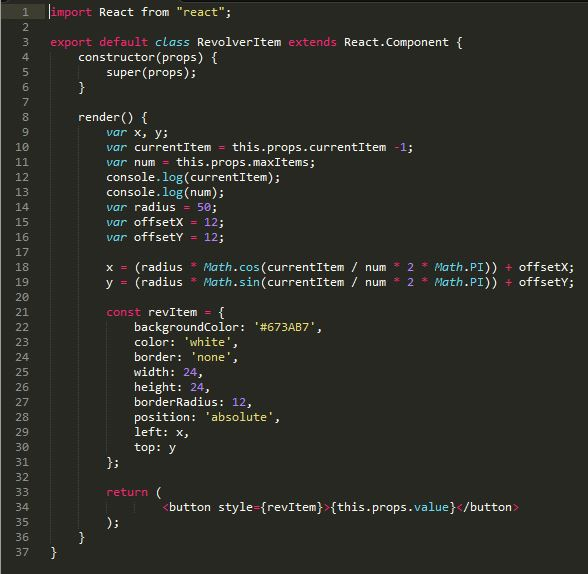 1 import React from "react";
2
3 export default class RevolverItem extends React.Component {
4     constructor(props) {
5         super(props);
6     }
7
8     render() {
9         var x, y;
10         var currentItem = this.props.currentItem -1;
11         var num = this.props.maxItems;
12         console.log(currentItem);
13         console.log(num);
14         var radius = 50;
15         var offsetX = 12;
16         var offsetY = 12;
17
18         x = (radius * Math.cos(currentItem / num * 2 * Math.PI)) + offsetX;
19         y = (radius * Math.sin(currentItem / num * 2 * Math.PI)) + offsetY;
20
21         const revItem = {
22             backgroundColor: '#673AB7',
23             color: 'white',
24             border: 'none',
25             width: 24,
26             height: 24,
27             borderRadius: 12,
28             position: 'absolute',
29             left: x,
30             top: y
31         };
32
33         return (
34                 <button style={revItem}>{this.props.value}</button>
35         );
36     }
37 }